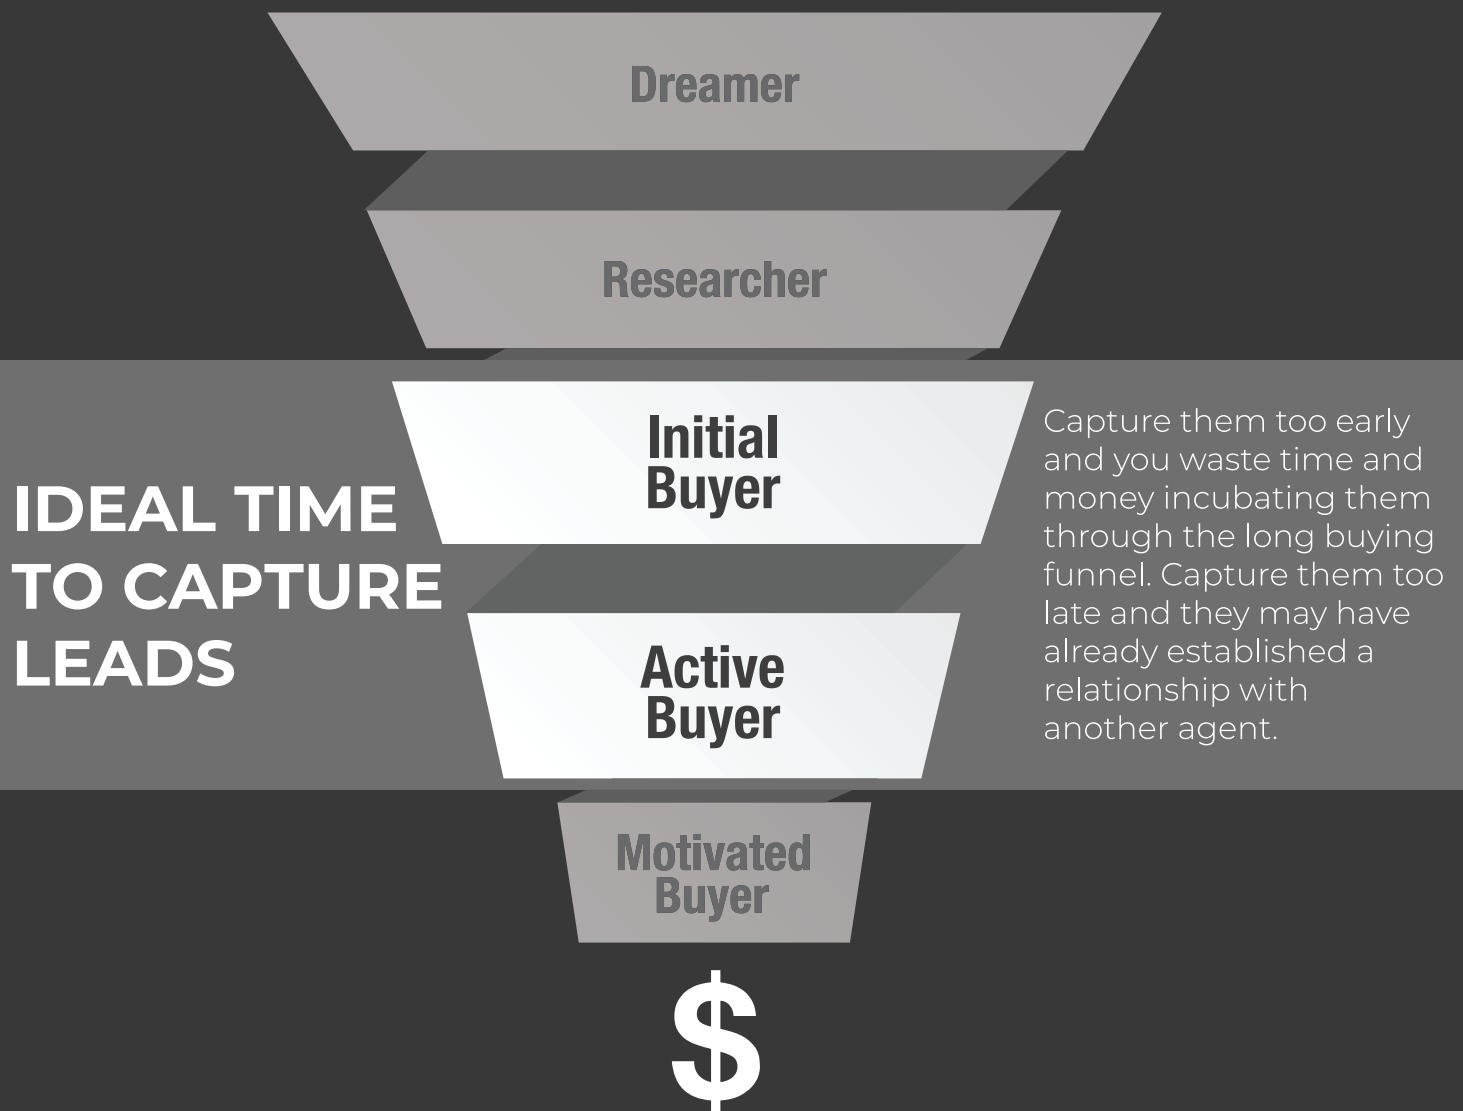 Dreamer
Researcher
Initial
Buyer
IDEAL TIME
TO CAPTURE
LEADS
Capture them too early
and you waste time and
money incubating them
through the long buying
funnel. Capture them too
late and they may have
already established a
relationship with
another agent.
Active
Buyer
Motivated
Buyer
$